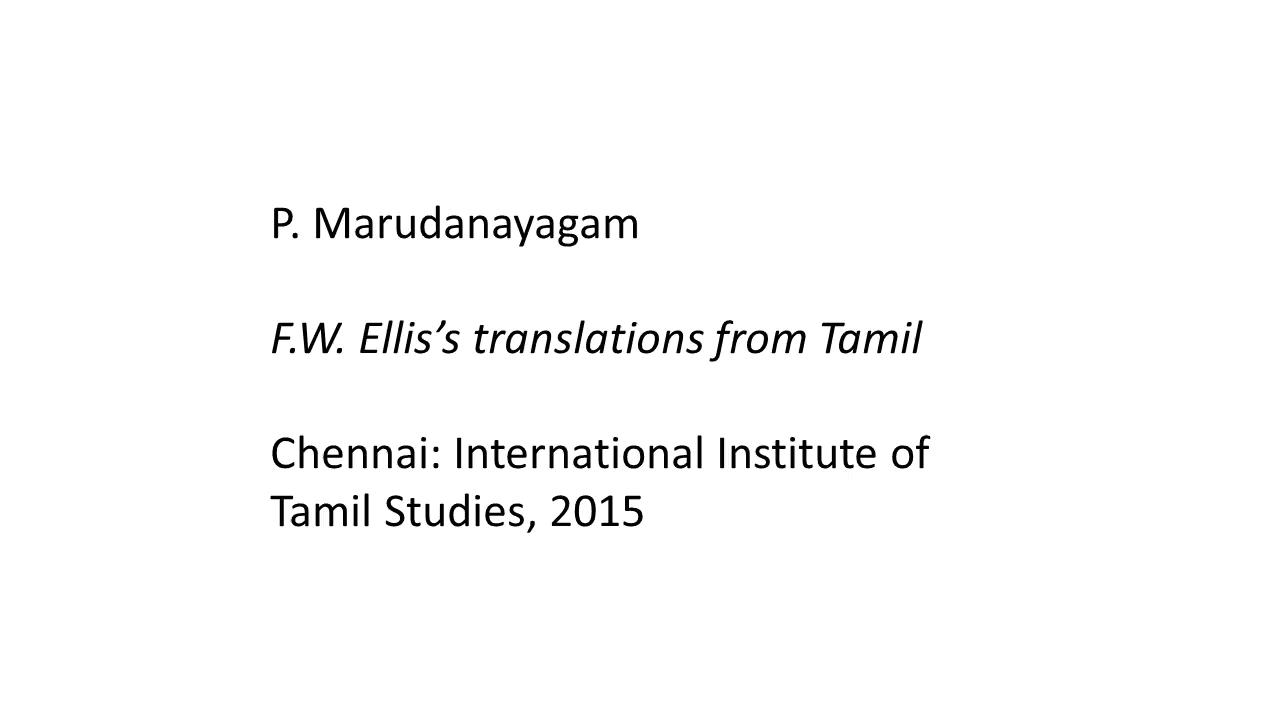 P. Marudanayagam
F.W. Ellis’s translations from Tamil
Chennai: International Institute of
Tamil Studies, 2015